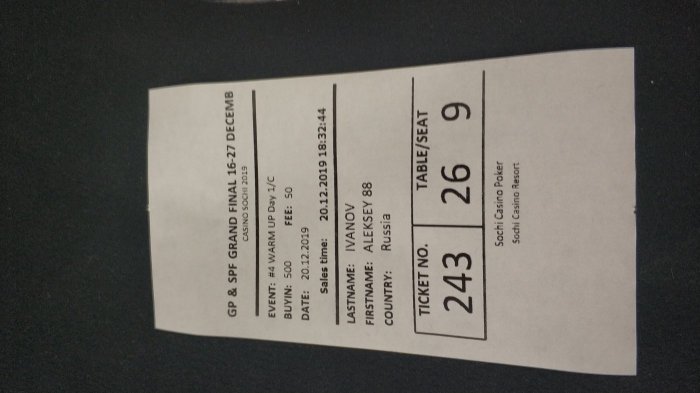 GP & SPF GRAND FINAL 16-27 DECEMB
CASINO SOCHI 2019
EVENT: #4 WARM UP Day 1/C
BUYIN: 500 FEE: 50
DATE: 20.12.2019
Sales time: 20.12.2019 18:32:44
LASTNAME: IVANOV
FIRSTNAME: ALEKSEY 88
COUNTRY: Russia
TICKET NO. TABLE/SEAT
243 26 9
Sochi Casino Poker
Sochi Casino Resort